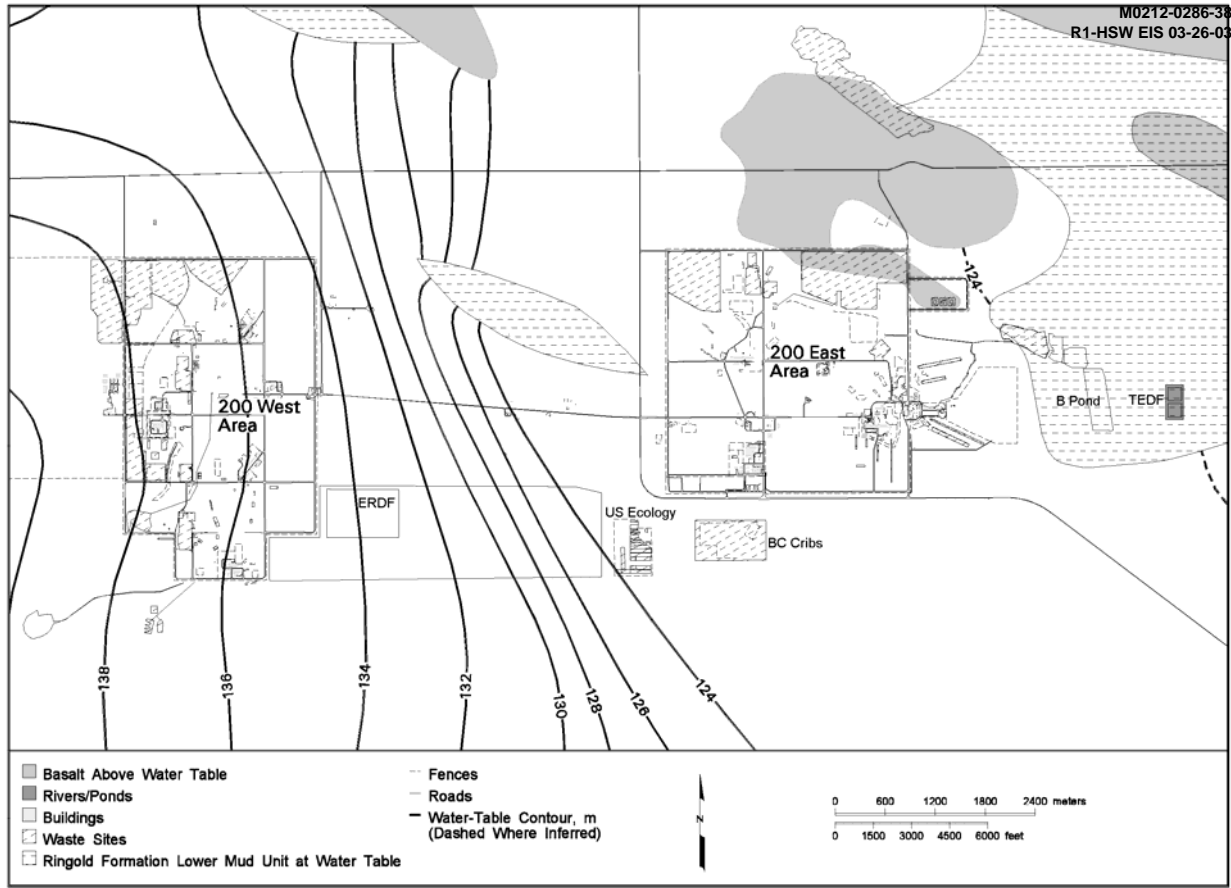 M0212-0286-38
R1-HSW EIS 03-26-03
124
200 East
Area
200 West
Area
B Pond
TEDF
ERDF
US Ecology
BC Cribs
138
136
134
132
130
128
126
124
Basalt Above Water Table
Rivers/Ponds
Buildings
Waste Sites
Ringold Formation Lower Mud Unit at Water Table
Fences
Roads
Water-Table Contour, m
(Dashed Where Inferred)
N
0 600 1200 1800 2400 meters
0 1500 3000 4500 6000 feet